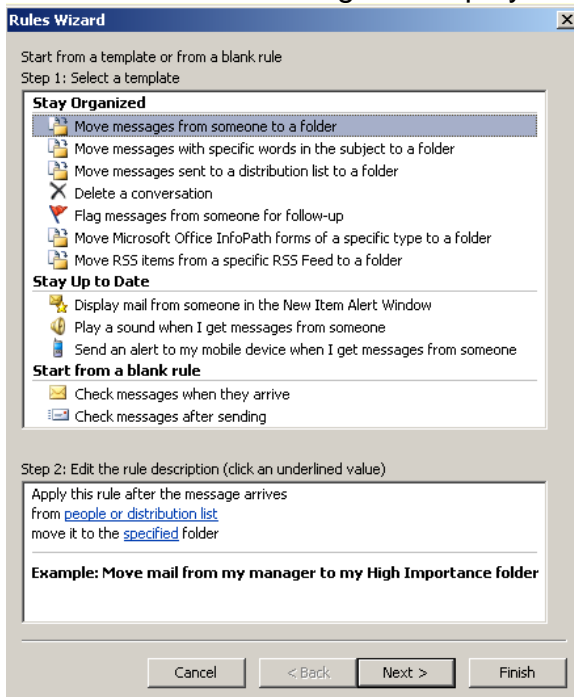 Rules Wizard
Start from a template or from a blank rule
Step 1: Select a template
Stay Organized
Move messages from someone to a folder
Move messages with specific words in the subject to a folder
Move messages sent to a distribution list to a folder
Delete a conversation
Flag messages from someone for follow-up
Move Microsoft Office InfoPath forms of a specific type to a folder
Move RSS items from a specific RSS Feed to a folder
Stay Up to Date
Display mail from someone in the New Item Alert Window
Play a sound when I get messages from someone
Send an alert to my mobile device when I get messages from someone
Start from a blank rule
Check messages when they arrive
Check messages after sending
Step 2: Edit the rule description (click an underlined value)
Apply this rule after the message arrives
from people or distribution list
move it to the specified folder
Example: Move mail from my manager to my High Importance folder
Cancel < Back Next > Finish